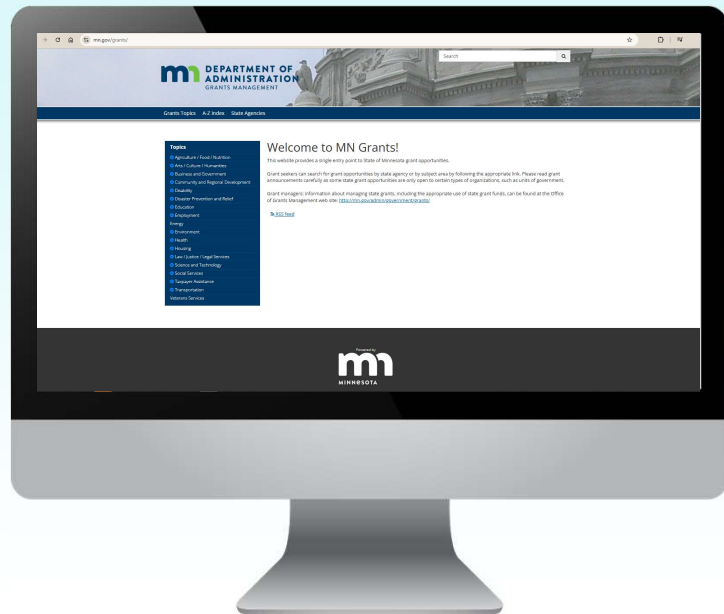 mn.gov/grants/
DEPARTMENT OF
ADMINISTRATION
GRANTS MANAGEMENT
Search
Grants Topics A-Z Index State Agencies
Topics
Agriculture / Food / Nutrition
Arts / Culture / Humanities
Business and Government
Community and Regional Development
Disability
Disaster Prevention and Relief
Education
Employment
Energy
Environment
Health
Housing
Law / Justice / Legal Services
Science and Technology
Social Services
Taxpayer Assistance
Transportation
Veterans Services
Welcome to MN Grants!
This website provides a single entry point to State of Minnesota grant opportunities.
Grant seekers can search for grant opportunities by state agency or by subject area by following the appropriate link. Please read grant
announcements carefully as some state grant opportunities are only open to certain types of organizations, such as units of government.
Grant managers: Information about managing state grants, including the appropriate use of state grant funds, can be found at the Office
of Grants Management web site: http://mn.gov/admin/government/grants/
RSS Feed
Powered by
mn
MINNESOTA